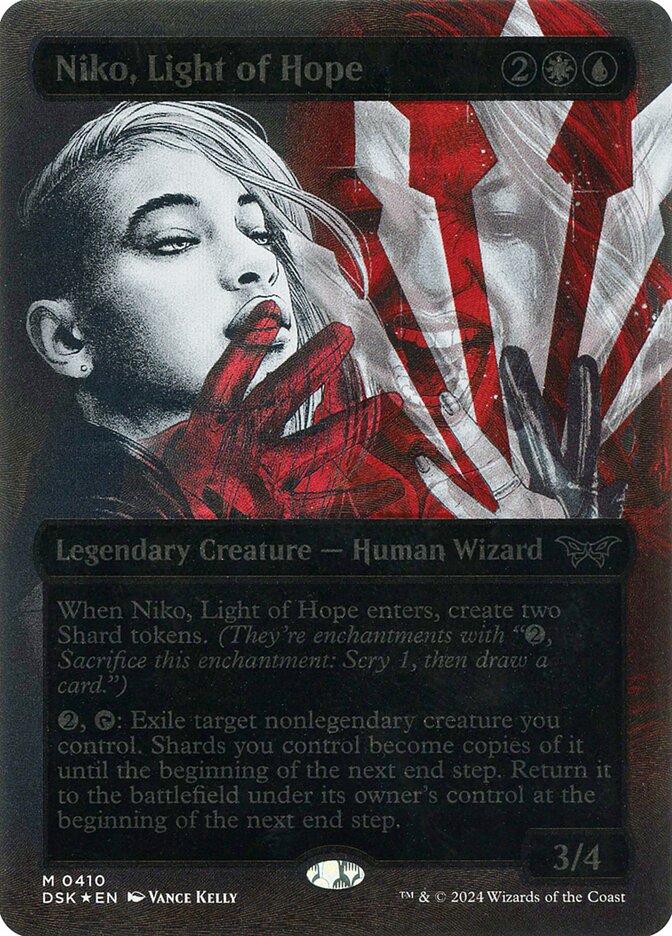 Niko, Light of Hope 2
Legendary Creature — Human Wizard
When Niko, Light of Hope enters, create two
Shard tokens. (They're enchantments with "2,
Sacrifice this enchantment: Scry 1, then draw a
card.")
2, T: Exile target nonlegendary creature you
control. Shards you control become copies of it
until the beginning of the next end step. Return it
to the battlefield under its owner's control at the
beginning of the next end step.
3/4
M 0410
DSK★EN VANCE KELLY
™ & © 2024 Wizards of the Coast